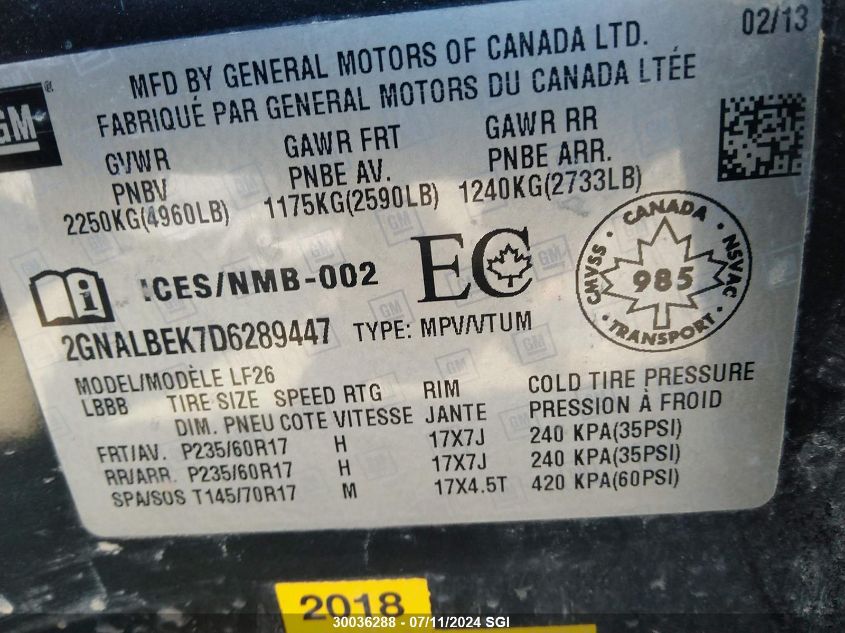 02/13
MFD BY GENERAL MOTORS OF CANADA LTD.
FABRIQUÉ PAR GENERAL MOTORS DU CANADA LTÉE
GM
GVWR GAWR FRT GAWR RR
PNBV PNBE AV. PNBE ARR.
2250KG(4960LB) 1175KG(2590LB) 1240KG(2733LB)
ICES/NMB-002 EC
CANADA
CMVSS 985 NSVAC
TRANSPORT
2GNALBEK7D6289447 TYPE: MPV/VTUM
MODEL/MODÈLE LF26
LBBB TIRE SIZE SPEED RTG RIM COLD TIRE PRESSURE
DIM. PNEU COTE VITESSE JANTE PRESSION À FROID
FRT/AV. P235/60R17 H 17X7J 240 KPA(35PSI)
RR/ARR. P235/60R17 H 17X7J 240 KPA(35PSI)
SPA/SOS T145/70R17 M 17X4.5T 420 KPA(60PSI)
2018
30036288 - 07/11/2024 SGI